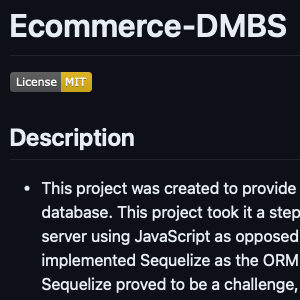 Ecommerce-DMBS
License MIT
Description
• This project was created to provide
database. This project took it a step
server using JavaScript as opposed
implemented Sequelize as the ORM
Sequelize proved to be a challenge,